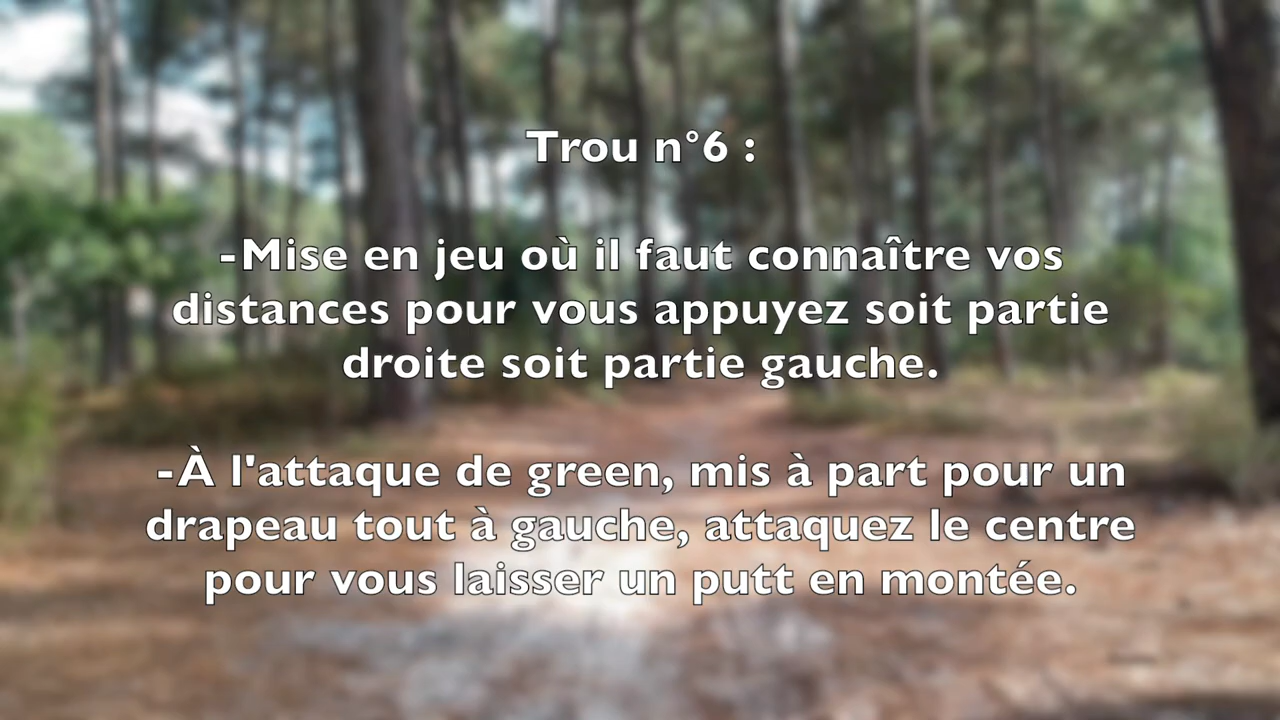 Trou n°6 :
-Mise en jeu où il faut connaître vos
distances pour vous appuyez soit partie
droite soit partie gauche.
-À l'attaque de green, mis à part pour un
drapeau tout à gauche, attaquez le centre
pour vous laisser un putt en montée.